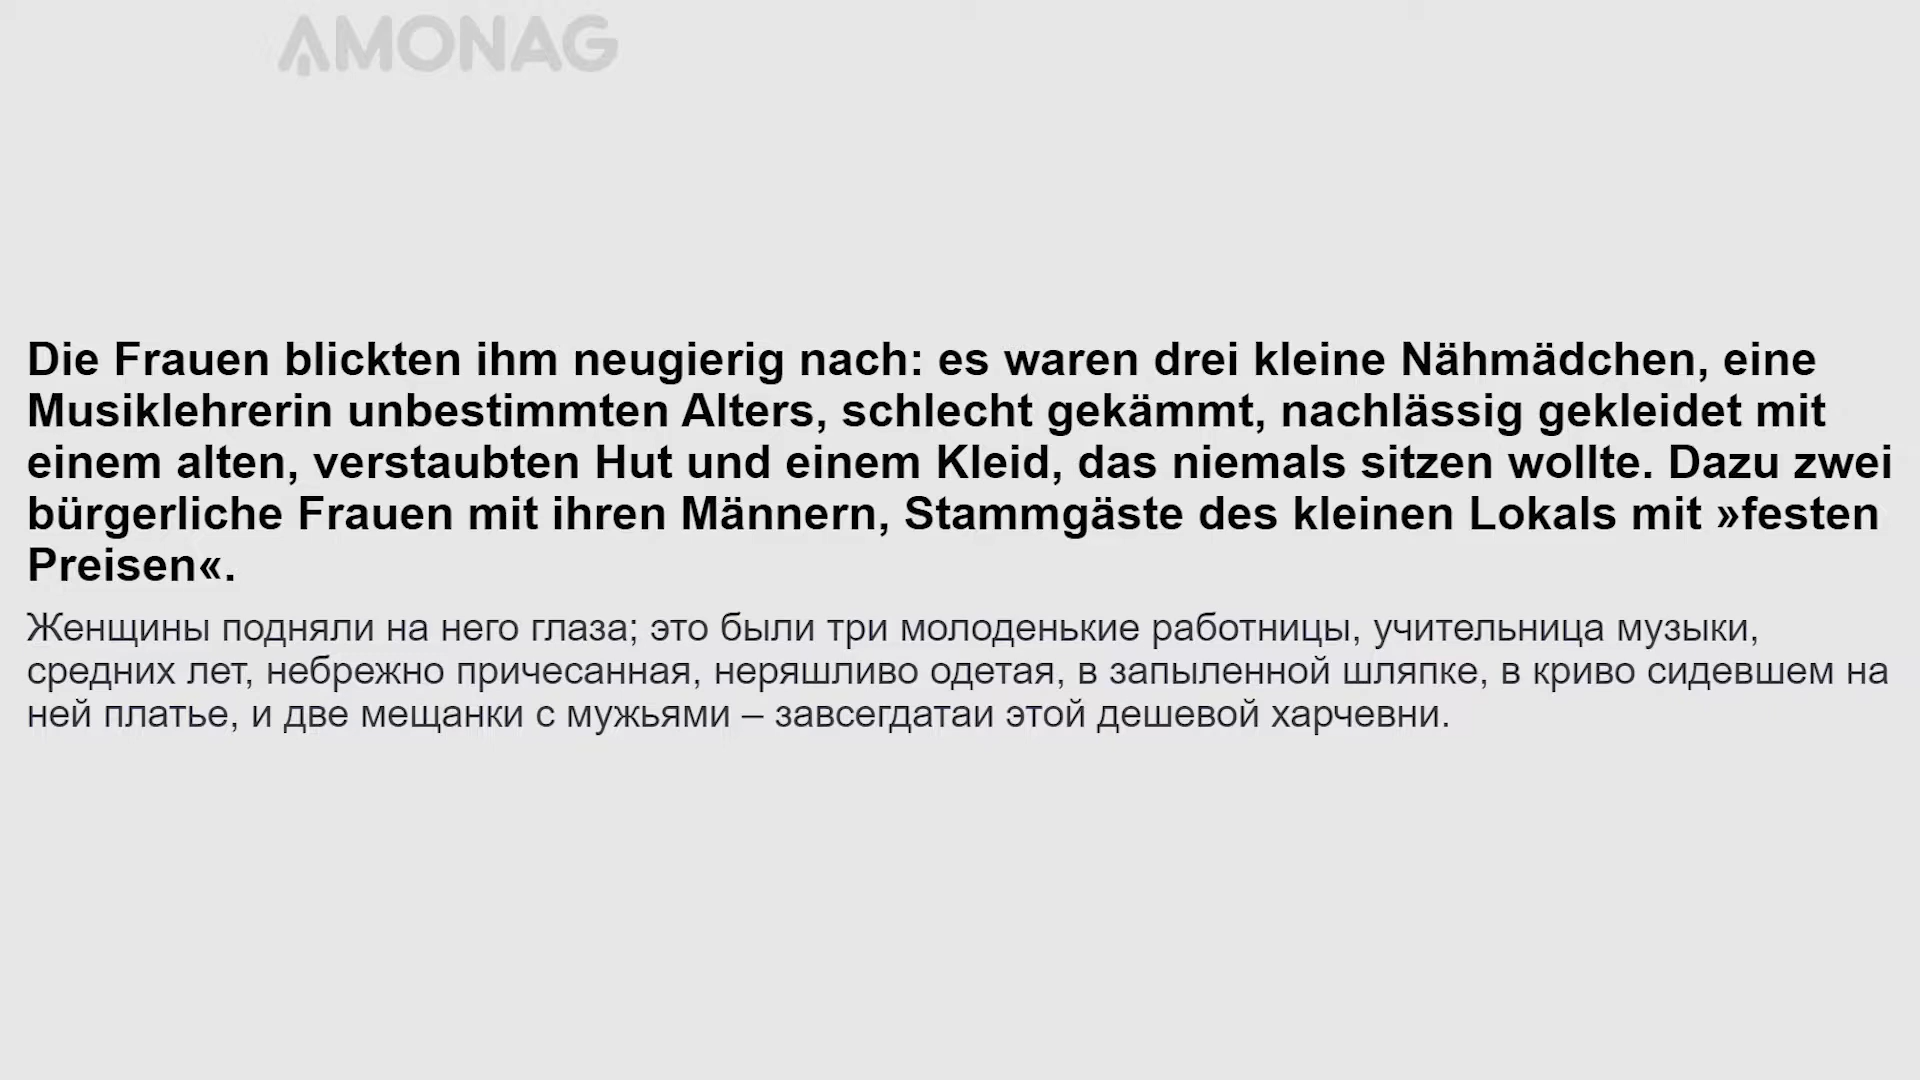 AMONAG
Die Frauen blickten ihm neugierig nach: es waren drei kleine Nähmädchen, eine
Musiklehrerin unbestimmten Alters, schlecht gekämmt, nachlässig gekleidet mit
einem alten, verstaubten Hut und einem Kleid, das niemals sitzen wollte. Dazu zwei
bürgerliche Frauen mit ihren Männern, Stammgäste des kleinen Lokals mit »festen
Preisen«.
Женщины подняли на него глаза; это были три молоденькие работницы, учительница музыки,
средних лет, небрежно причесанная, неряшливо одетая, в запыленной шляпке, в криво сидевшем на
ней платье, и две мещанки с мужьями – завсегдатаи этой дешевой харчевни.